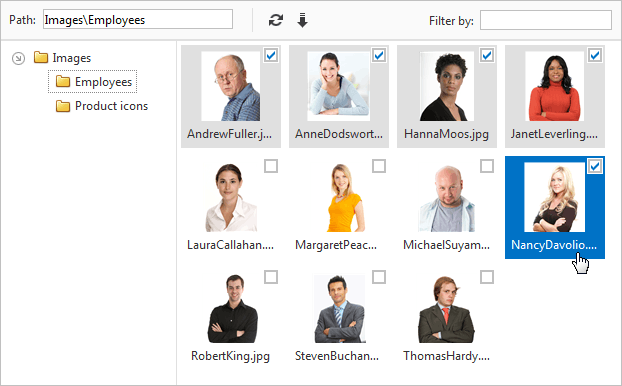 Path: Images\Employees Filter by:
Images
Employees
Product icons
AndrewFuller.j... AnneDodswort... HannaMoos.jpg JanetLeverling....
LauraCallahan.... MargaretPeac... MichaelSuyam... NancyDavolio....
RobertKing.jpg StevenBuchan... ThomasHardy....